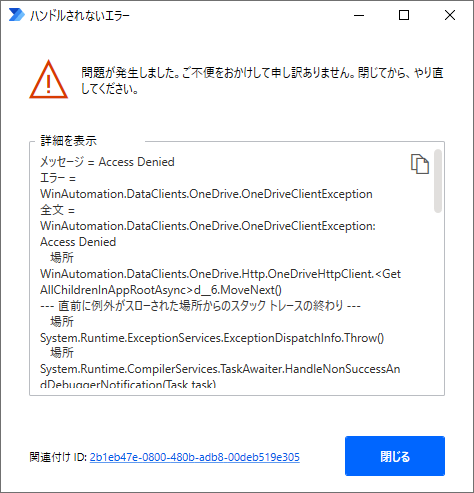 ハンドルされないエラー
問題が発生しました。ご不便をおかけして申し訳ありません。閉じてから、やり直
してください。
詳細を表示
メッセージ = Access Denied
エラー =
WinAutomation.DataClients.OneDrive.OneDriveClientException
全文 =
WinAutomation.DataClients.OneDrive.OneDriveClientException:
Access Denied
場所
WinAutomation.DataClients.OneDrive.Http.OneDriveHttpClient.<Get
AllChildrenInAppRootAsync>d__6.MoveNext()
--- 直前に例外がスローされた場所からのスタック トレースの終わり ---
場所
System.Runtime.ExceptionServices.ExceptionDispatchInfo.Throw()
場所
System.Runtime.CompilerServices.TaskAwaiter.HandleNonSuccessAn
dDebuggerNotification(Task task)
関連付け ID: 2b1eb47e-0800-480b-adb8-00deb519e305
閉じる